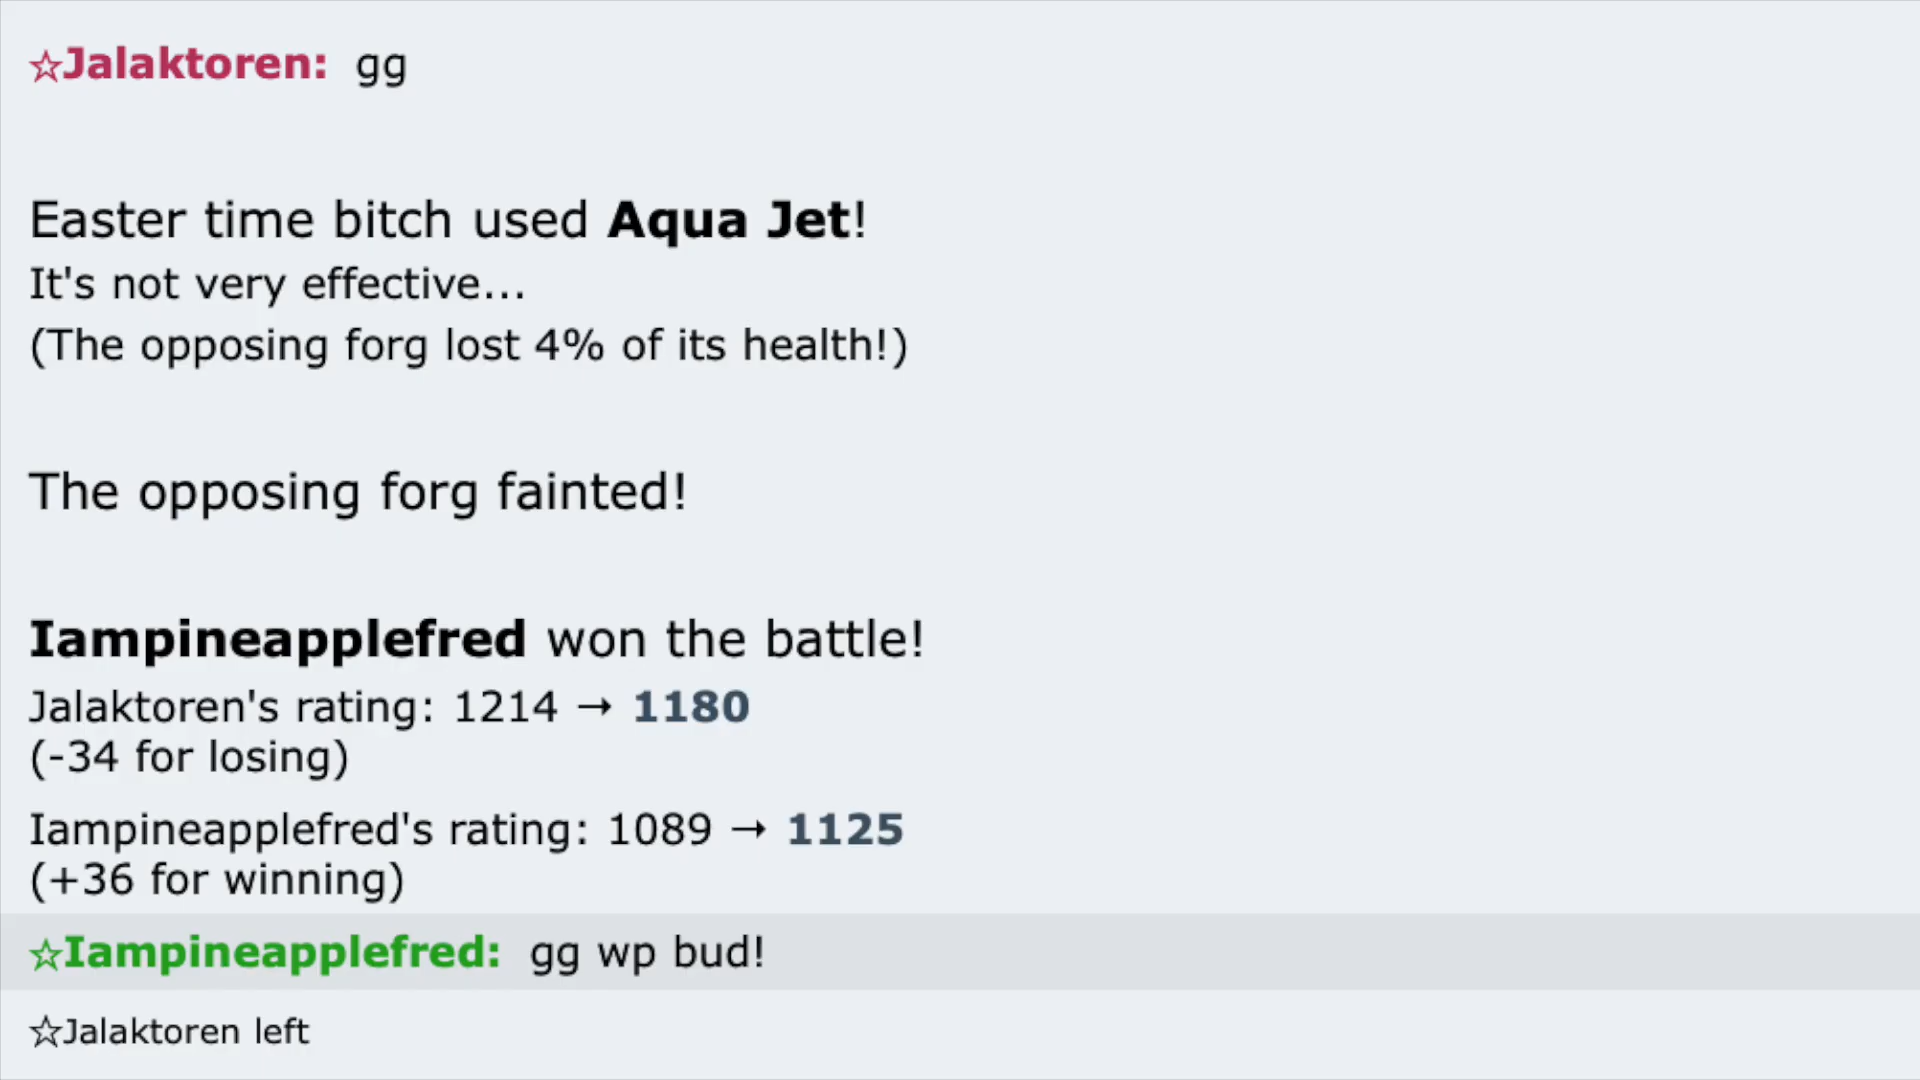 ☆Jalaktoren: gg
Easter time bitch used Aqua Jet!
It's not very effective...
(The opposing forg lost 4% of its health!)
The opposing forg fainted!
Iampineapplefred won the battle!
Jalaktoren's rating: 1214 → 1180
(-34 for losing)
Iampineapplefred's rating: 1089 → 1125
(+36 for winning)
☆Iampineapplefred: gg wp bud!
☆Jalaktoren left